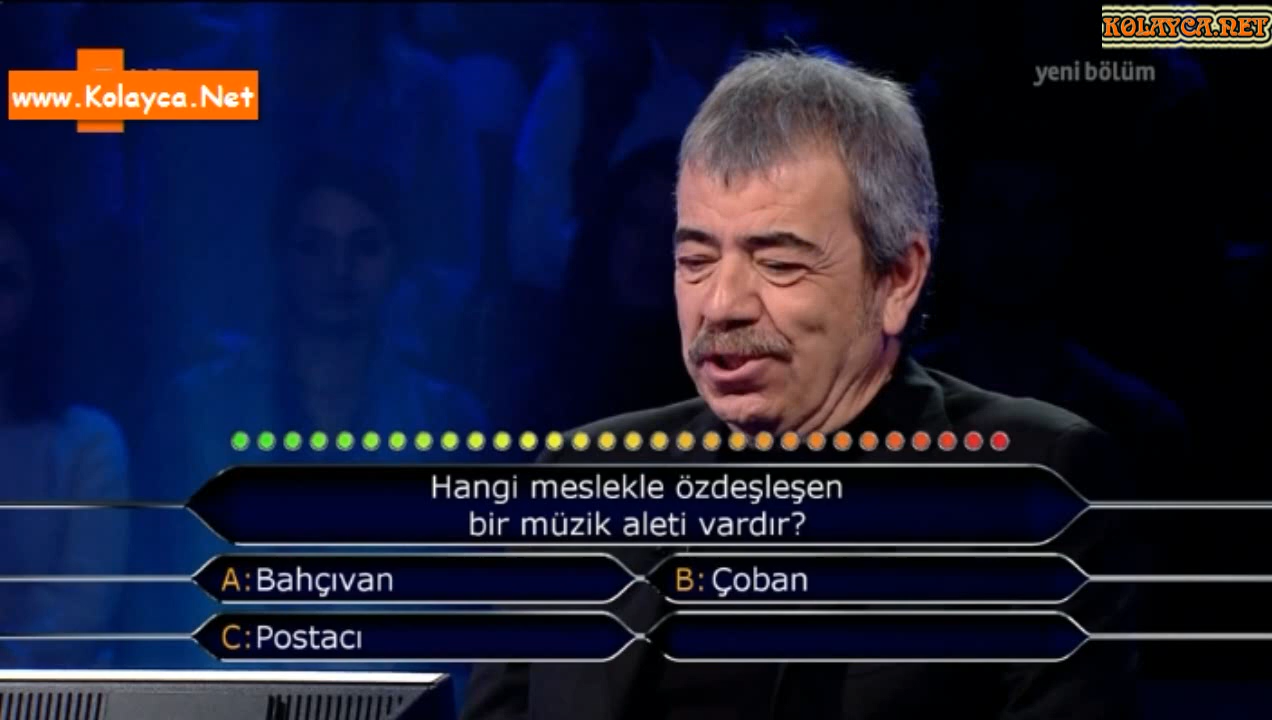 KOLAYCA.NET
yeni bölüm
www.Kolayca.Net
Hangi meslekle özdeşleşen
bir müzik aleti vardır?
A: Bahçıvan
B: Çoban
C: Postacı